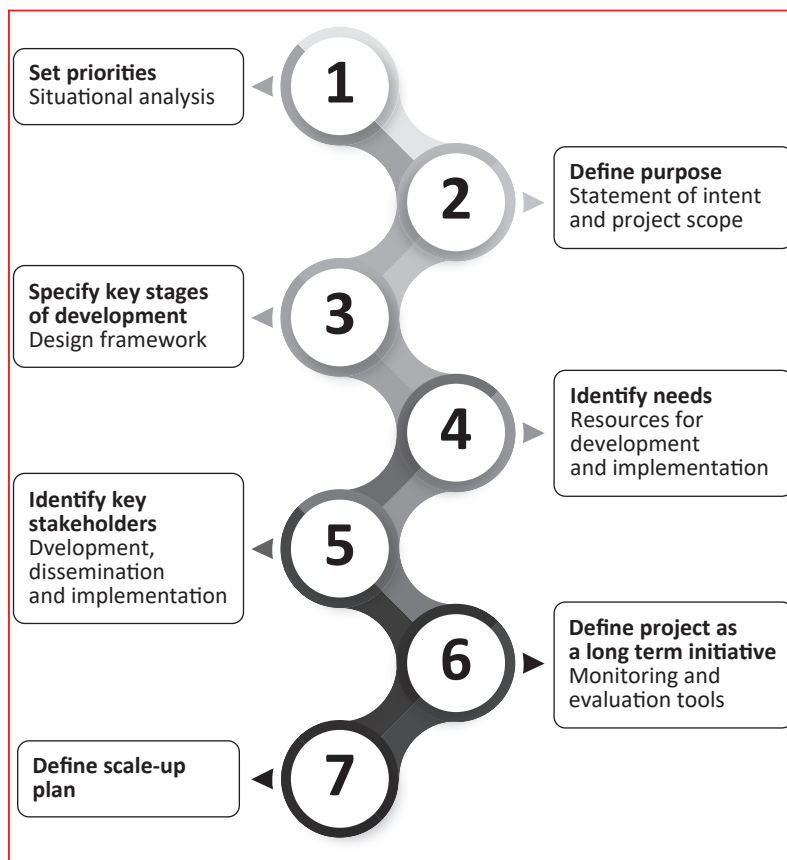 1
Set priorities
Situational analysis
2
Define purpose
Statement of intent
and project scope
3
Specify key stages
of development
Design framework
4
Identify needs
Resources for
development
and implementation
5
Identify key
stakeholders
Dvelopment,
dissemination
and implementation
6
Define project as
a long term initiative
Monitoring and
evaluation tools
7
Define scale-up
plan